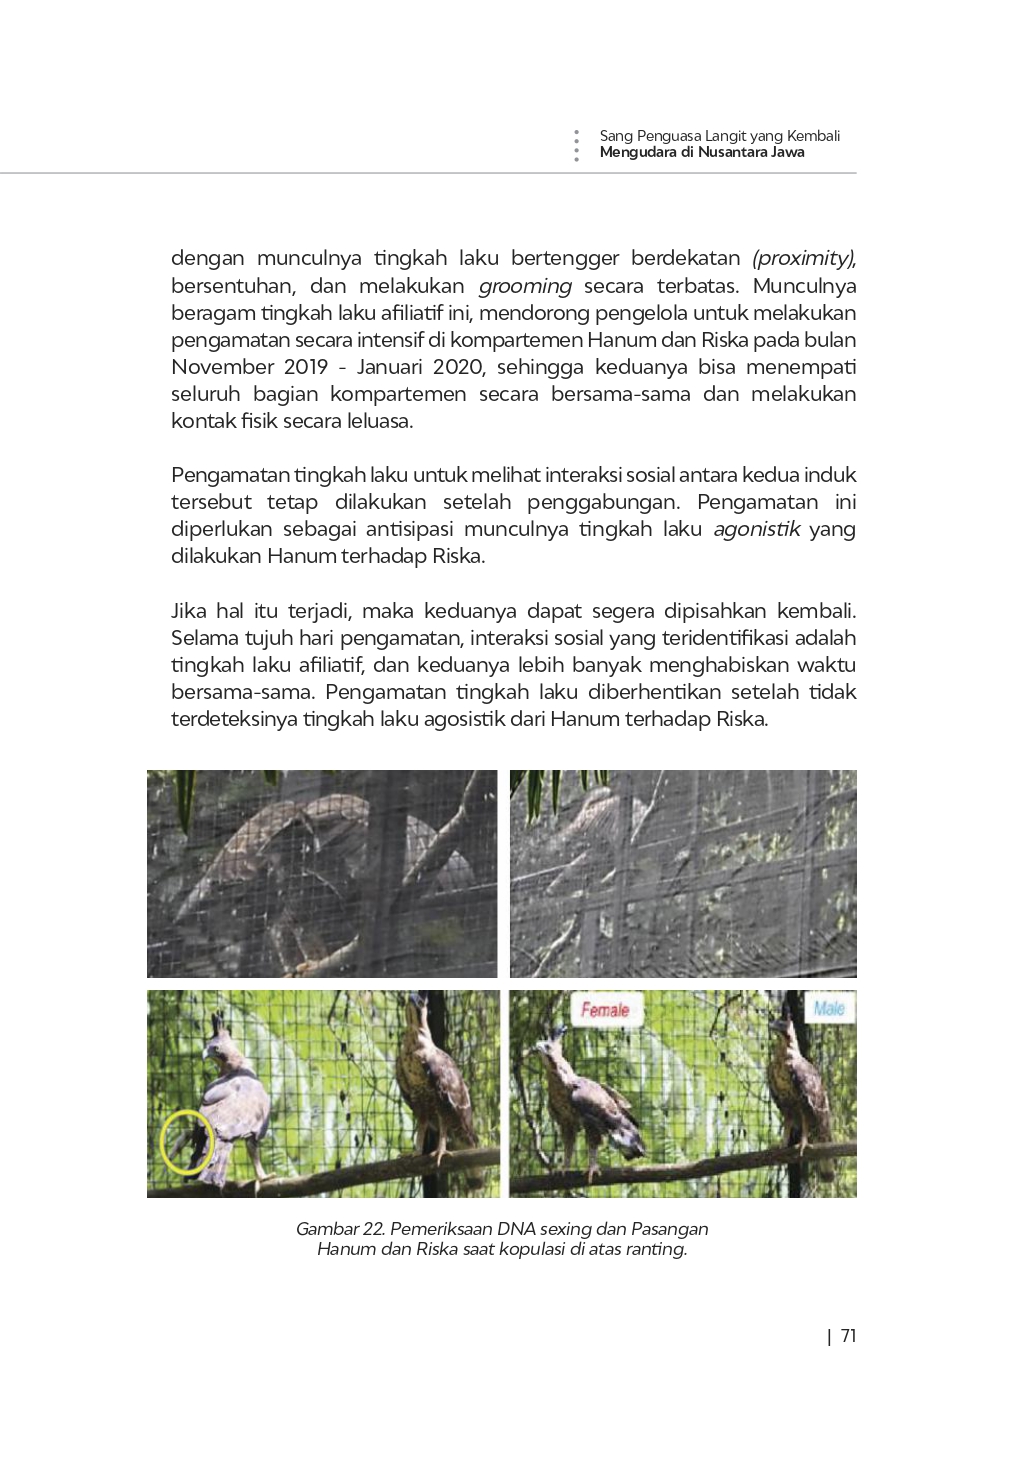 Sang Penguasa Langit yang Kembali
Mengudara di Nusantara Jawa
dengan munculnya tingkah laku bertengger berdekatan (proximity),
bersentuhan, dan melakukan grooming secara terbatas. Munculnya
beragam tingkah laku afiliatif ini, mendorong pengelola untuk melakukan
pengamatan secara intensif di kompartemen Hanum dan Riska pada bulan
November 2019 - Januari 2020, sehingga keduanya bisa menempati
seluruh bagian kompartemen secara bersama-sama dan melakukan
kontak fisik secara leluasa.
Pengamatan tingkah laku untuk melihat interaksi sosial antara kedua induk
tersebut tetap dilakukan setelah penggabungan. Pengamatan ini
diperlukan sebagai antisipasi munculnya tingkah laku agonistik yang
dilakukan Hanum terhadap Riska.
Jika hal itu terjadi, maka keduanya dapat segera dipisahkan kembali.
Selama tujuh hari pengamatan, interaksi sosial yang teridentifikasi adalah
tingkah laku afiliatif, dan keduanya lebih banyak menghabiskan waktu
bersama-sama. Pengamatan tingkah laku diberhentikan setelah tidak
terdeteksinya tingkah laku agosistik dari Hanum terhadap Riska.
Female
Male
Gambar 22. Pemeriksaan DNA sexing dan Pasangan
Hanum dan Riska saat kopulasi di atas ranting.
| 71